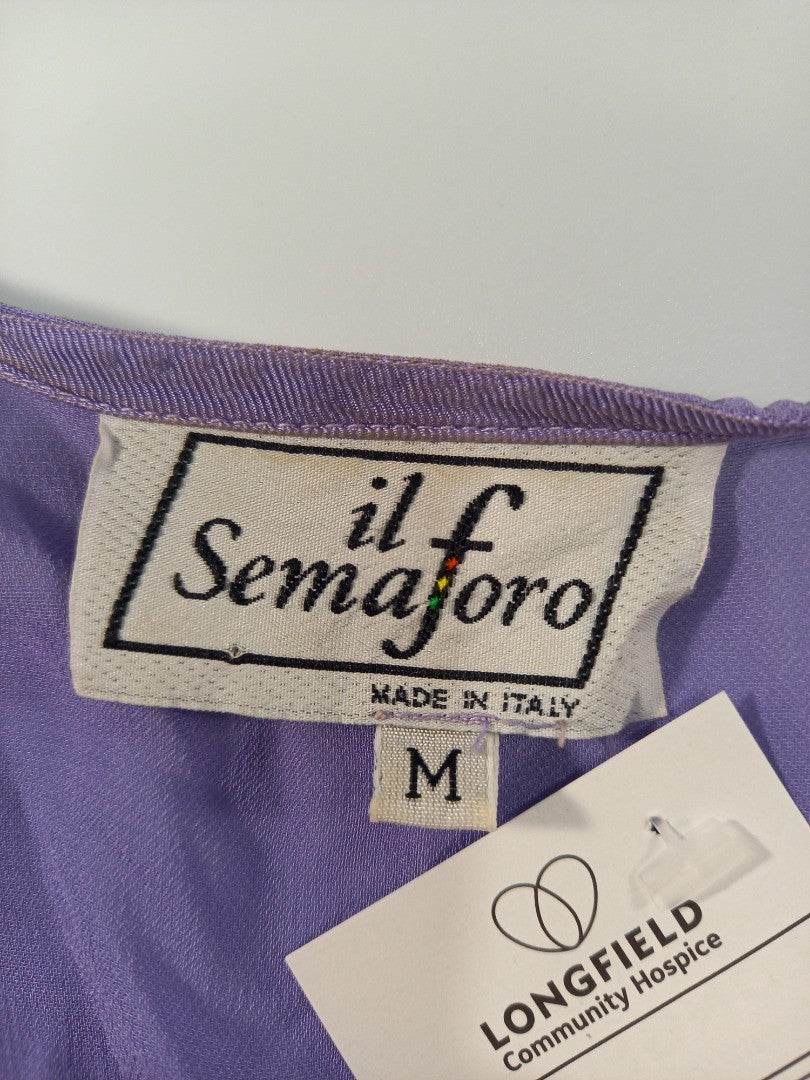 il
Semaforo
MADE IN ITALY
M
LONGFIELD
Community Hospice